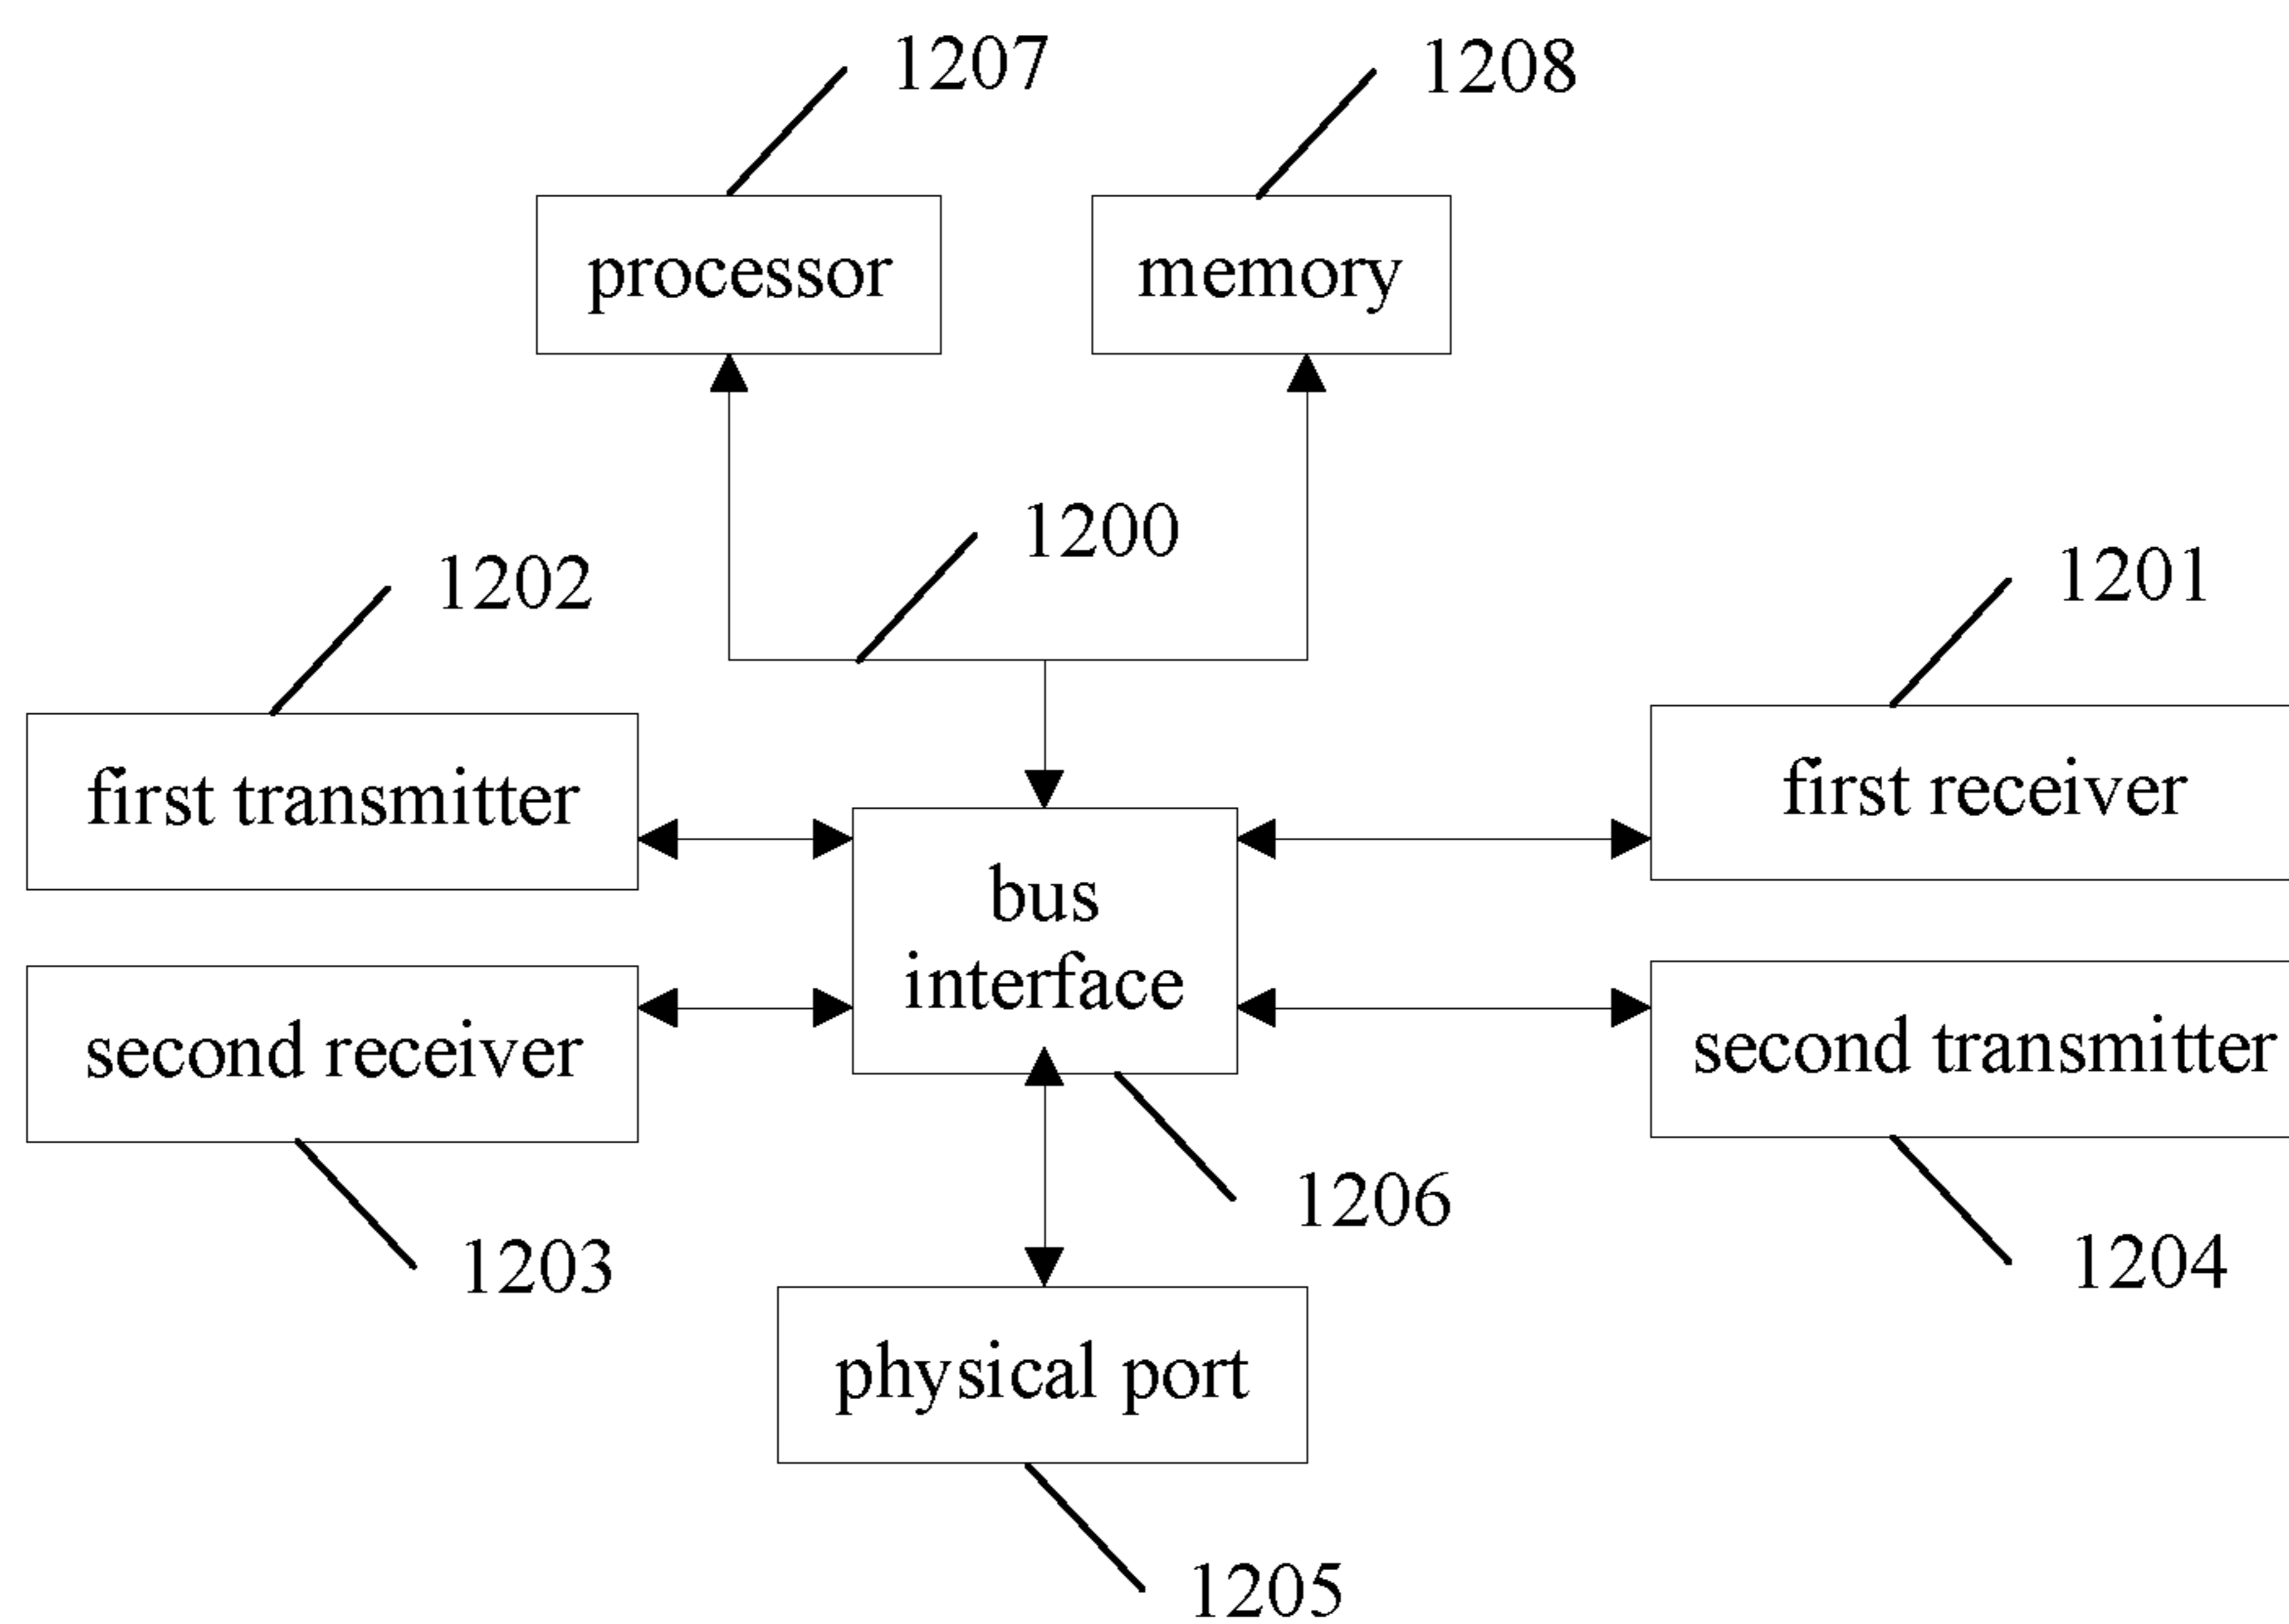 1207
1208
processor
memory
1200
1202
1201
first transmitter
first receiver
bus
interface
second receiver
second transmitter
1206
1203
1204
physical port
1205